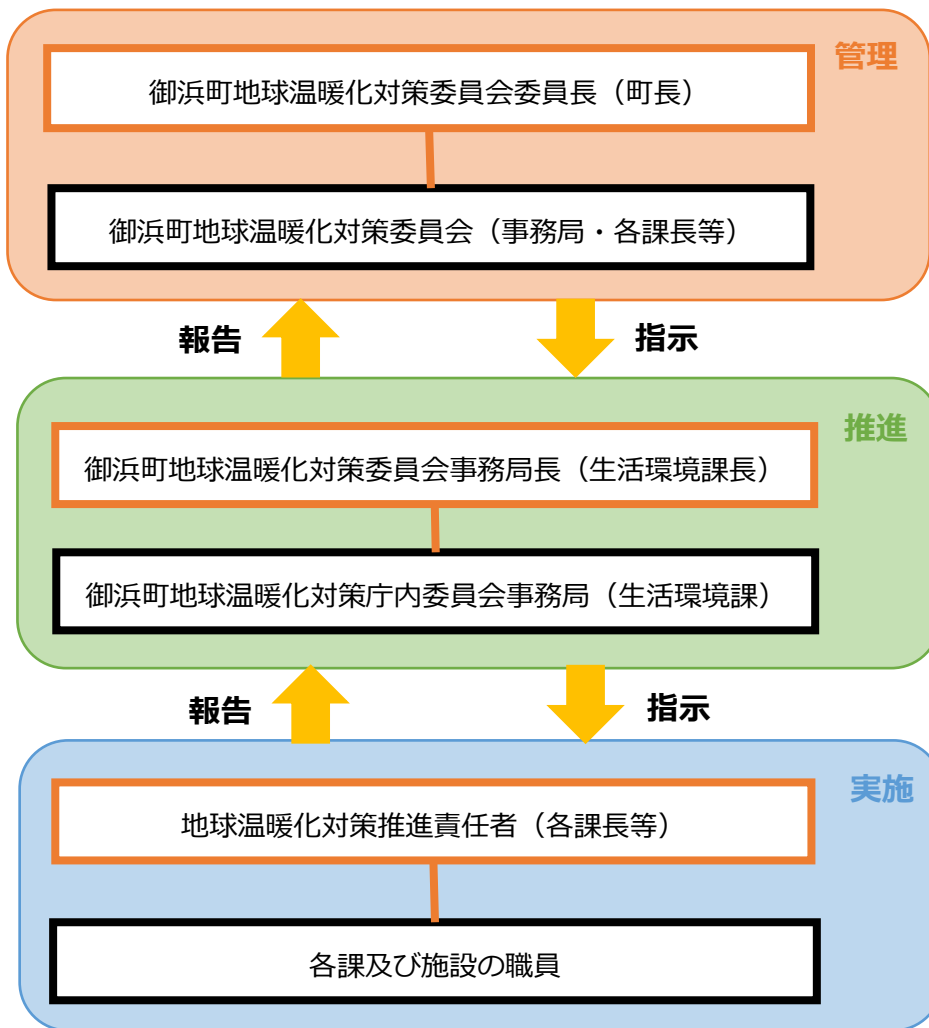 管理
御浜町地球温暖化対策委員会委員長（町長）
御浜町地球温暖化対策委員会（事務局・各課長等）
報告
指示
推進
御浜町地球温暖化対策委員会事務局長（生活環境課長）
御浜町地球温暖化対策庁内委員会事務局（生活環境課）
報告
指示
実施
地球温暖化対策推進責任者（各課長等）
各課及び施設の職員